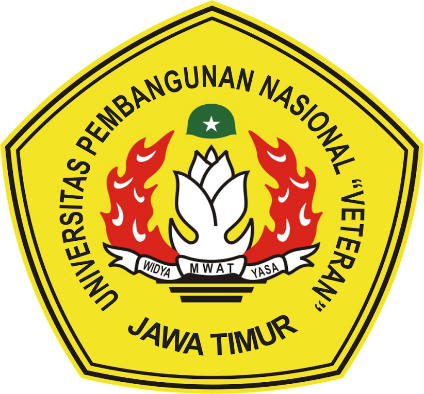 UNIVERSITAS PEMBANGUNAN NASIONAL "VETERAN"
WIDYA MWAT YASA
JAWA TIMUR